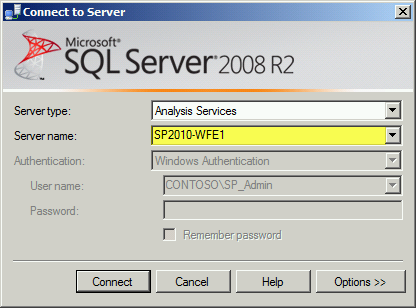 Connect to Server
Microsoft®
SQL Server® 2008 R2
Server type: Analysis Services
Server name: SP2010-WFE1
Authentication: Windows Authentication
User name: CONTOSO\SP_Admin
Password:
Remember password
Connect Cancel Help Options >>